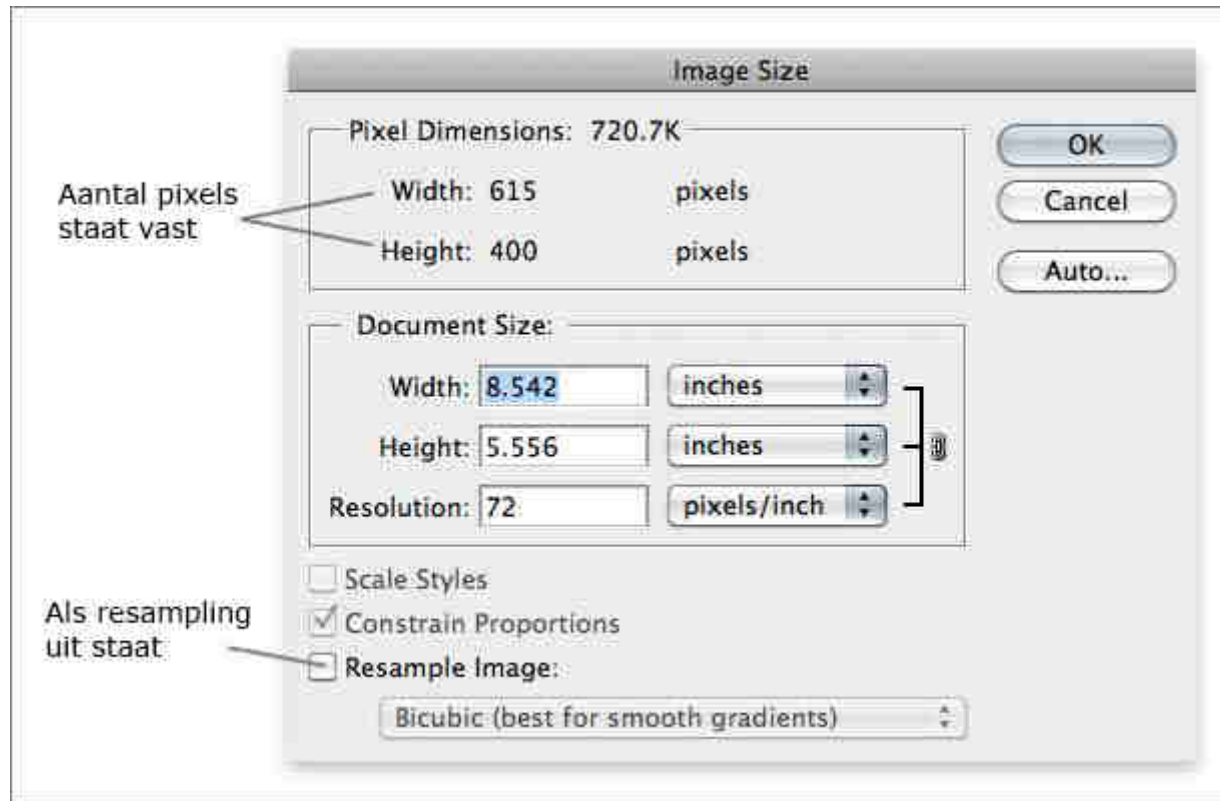 Image Size
Pixel Dimensions: 720.7K
Width: 615 pixels
Height: 400 pixels
Aantal pixels
staat vast
OK
Cancel
Auto...
Document Size:
Width: 8.542 inches
Height: 5.556 inches
Resolution: 72 pixels/inch
Scale Styles
Constrain Proportions
Resample Image:
Bicubic (best for smooth gradients)
Als resampling
uit staat